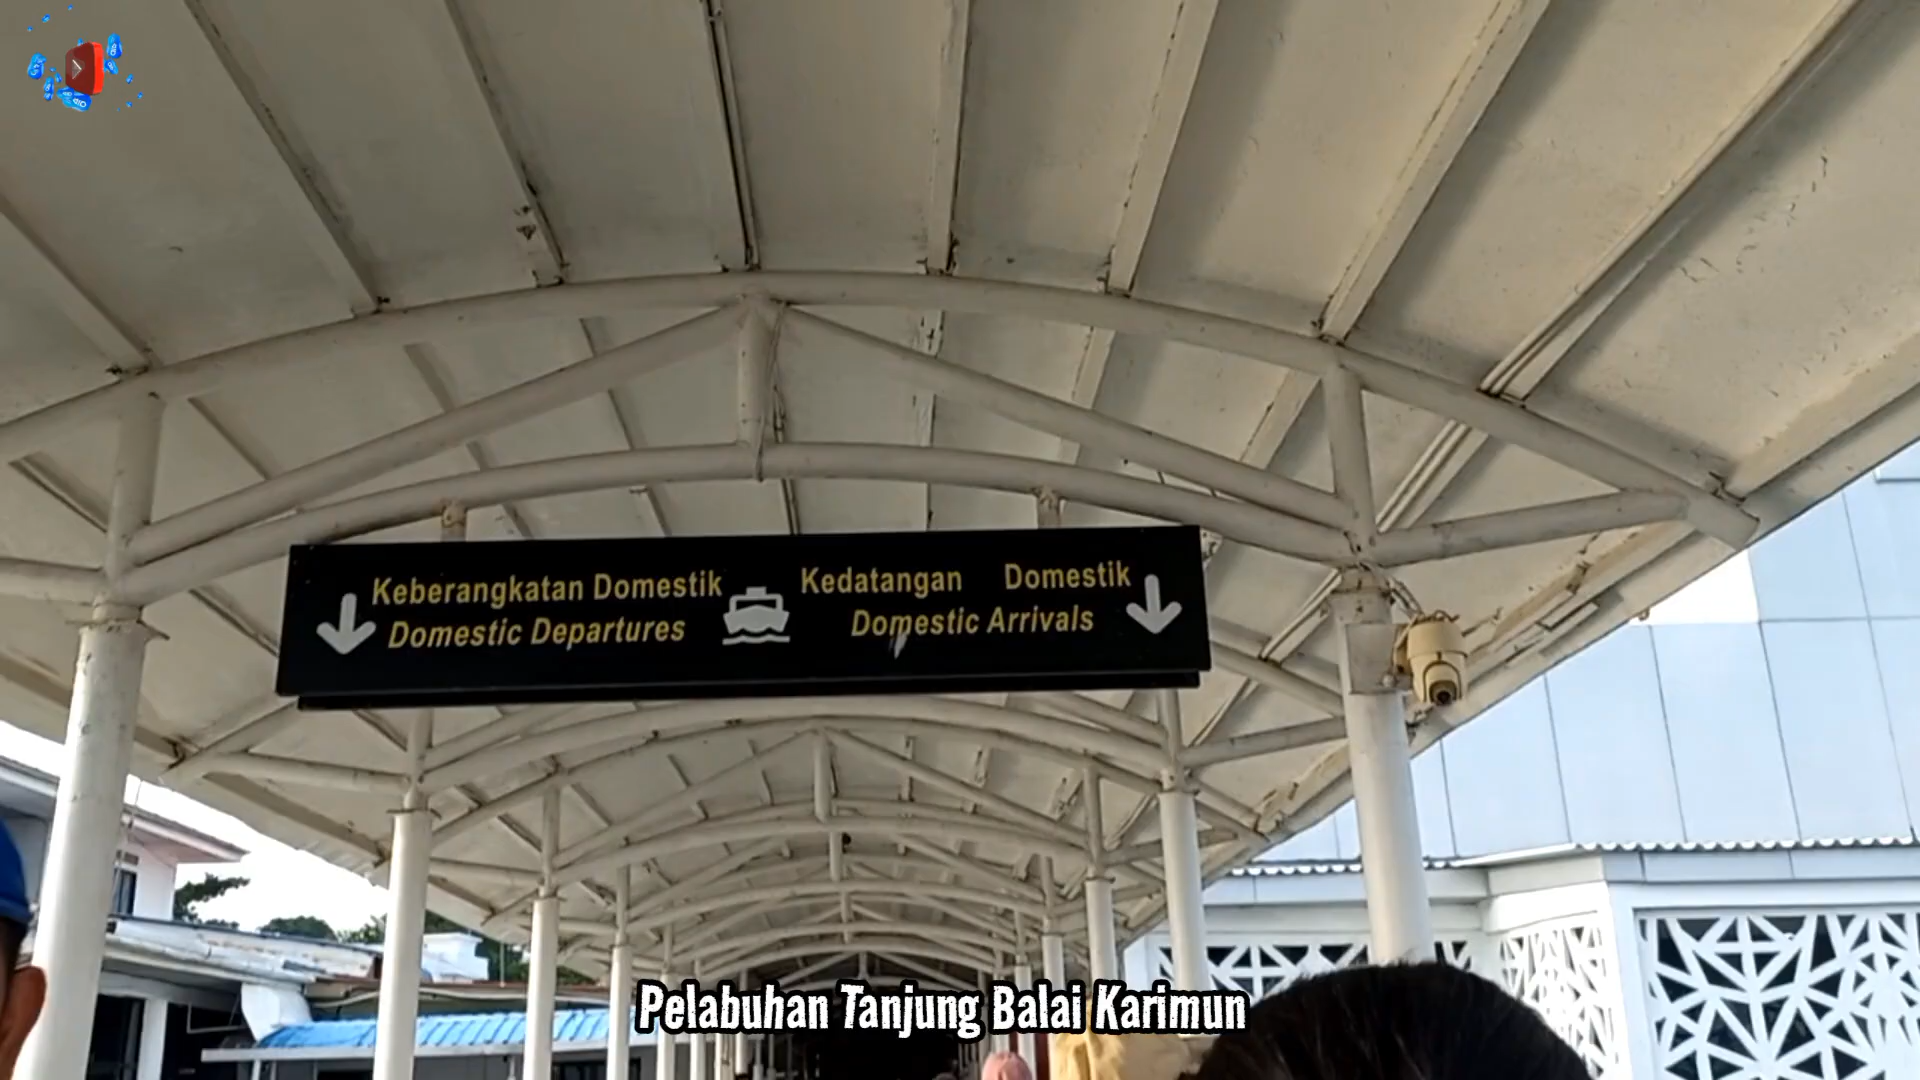 Keberangkatan Domestik
Domestic Departures
Kedatangan Domestik
Domestic Arrivals
Pelabuhan Tanjung Balai Karimun